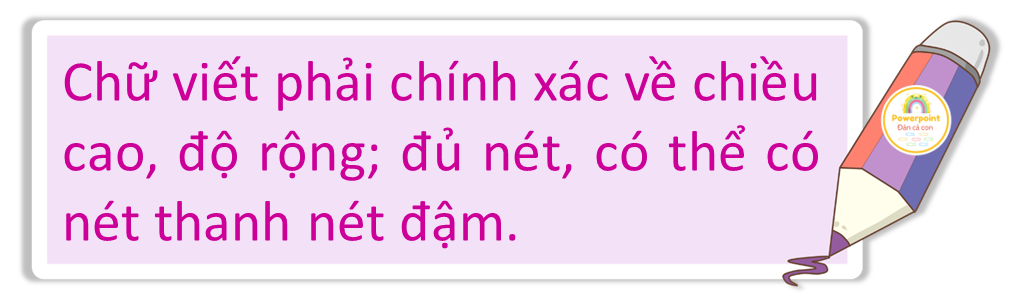 Chữ viết phải chính xác về chiều
cao, độ rộng; đủ nét, có thể có
nét thanh nét đậm.
Powerpoint
Đàn cá con